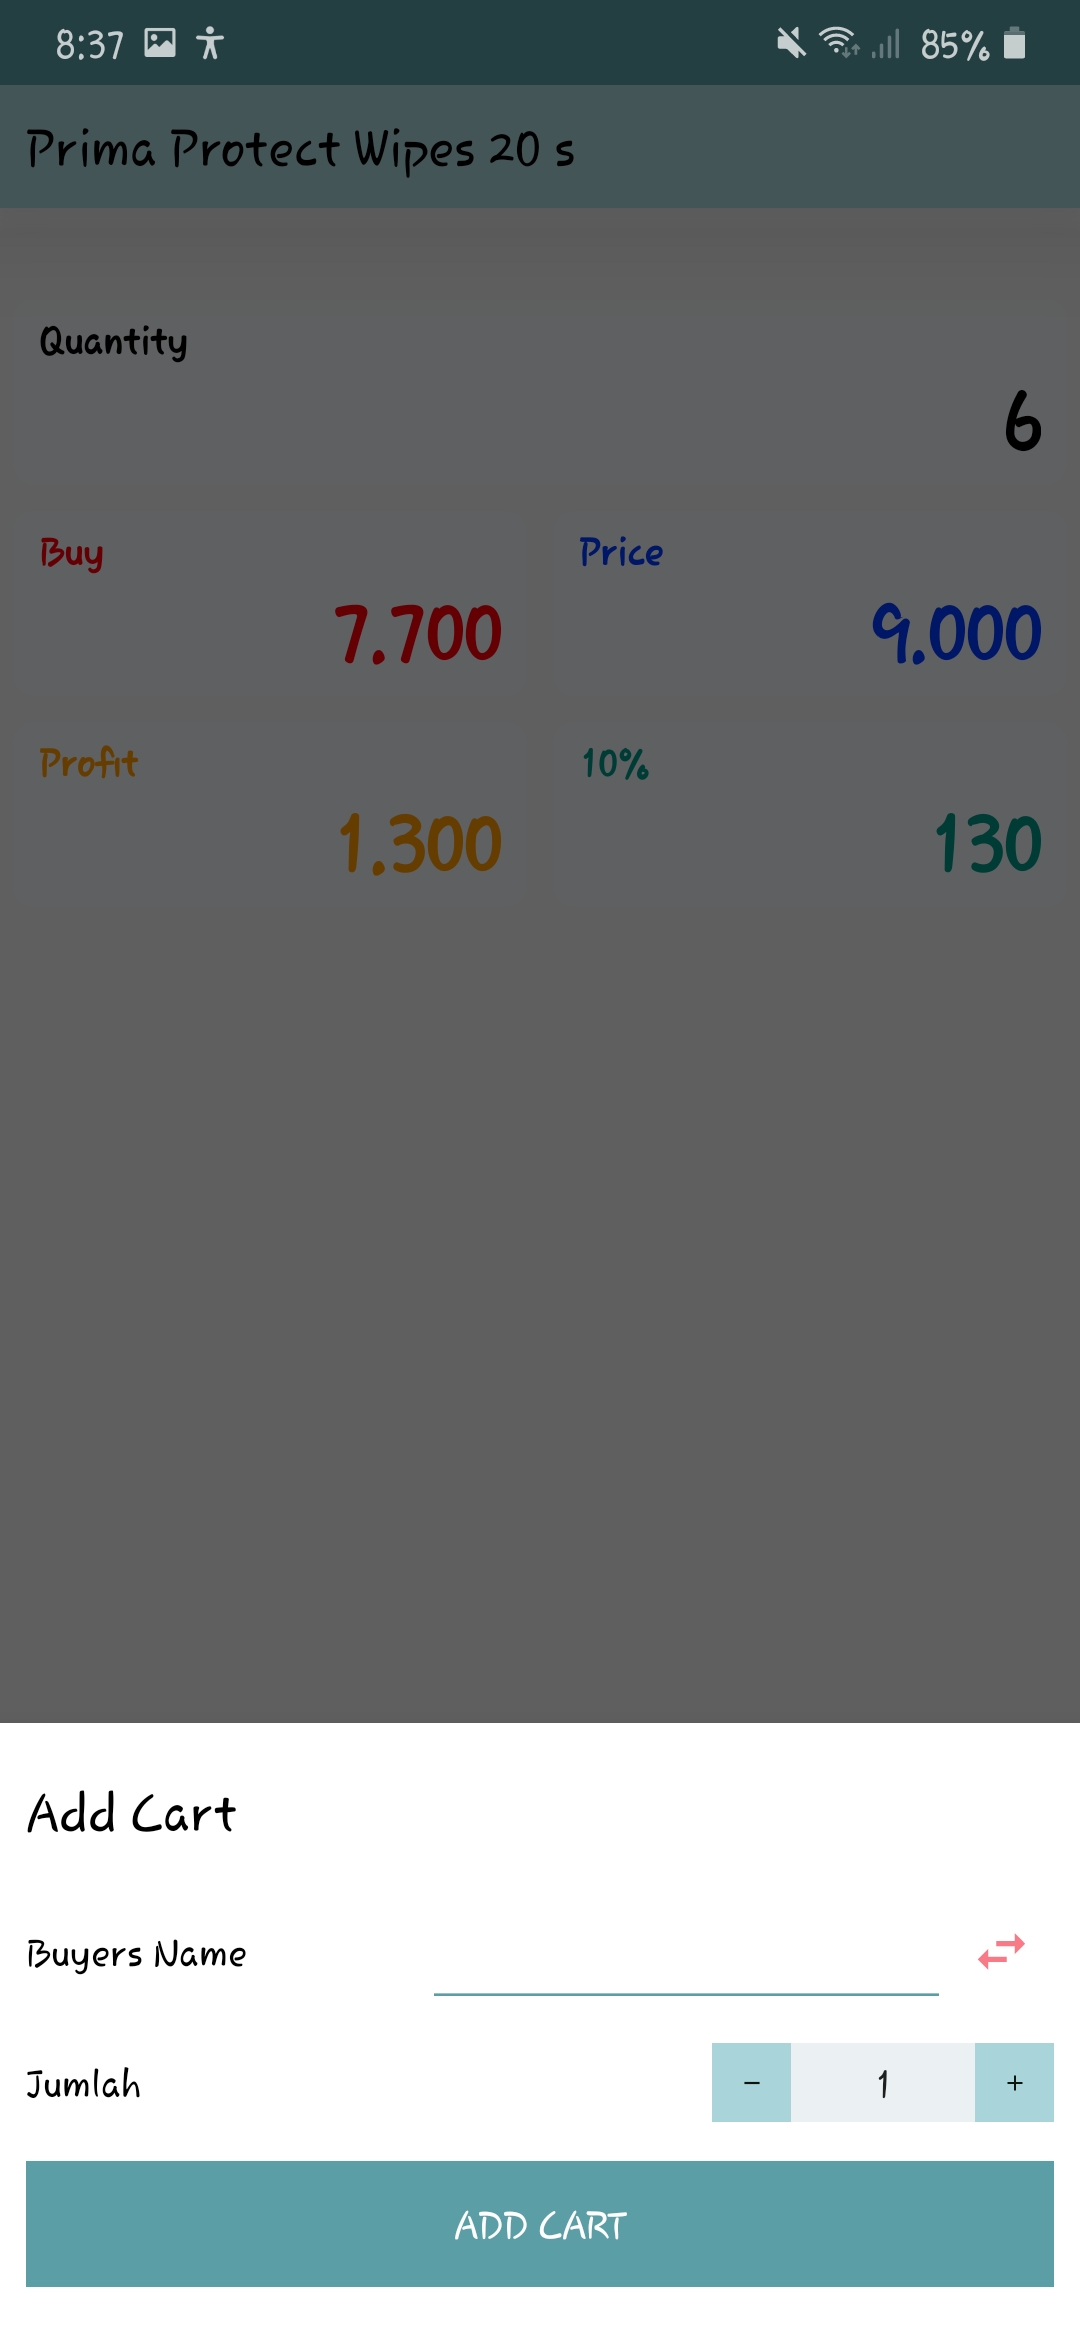 8:37 85%
Prima Protect Wipes 20 s
Quantity
6
Buy Price
7.700 9.000
Profit 10%
1.300 130
Add Cart
Buyers Name
Jumlah - 1 +
ADD CART